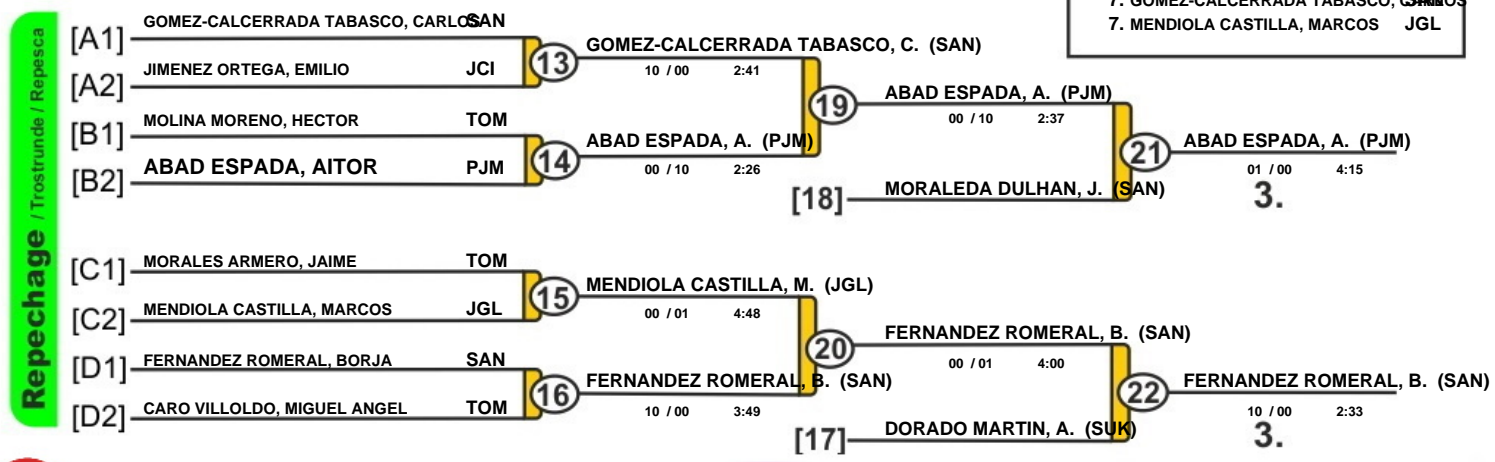 7. GOMEZ-CALCERRADA TABASCO,
7. MENDIOLA CASTILLA, MARCOS JGL
Repechage / Trostrunde / Repesca
[A1] GOMEZ-CALCERRADA TABASCO, CARLOS SAN
[A2] JIMENEZ ORTEGA, EMILIO JCI
13
GOMEZ-CALCERRADA TABASCO, C. (SAN)
10 / 00 2:41
[B1] MOLINA MORENO, HECTOR TOM
[B2] ABAD ESPADA, AITOR PJM
14
ABAD ESPADA, A. (PJM)
00 / 10 2:26
19
ABAD ESPADA, A. (PJM)
00 / 10 2:37
[18] MORALEDA DULHAN, J. (SAN)
21
ABAD ESPADA, A. (PJM)
01 / 00 4:15
3.
[C1] MORALES ARMERO, JAIME TOM
[C2] MENDIOLA CASTILLA, MARCOS JGL
15
MENDIOLA CASTILLA, M. (JGL)
00 / 01 4:48
[D1] FERNANDEZ ROMERAL, BORJA SAN
[D2] CARO VILLOLDO, MIGUEL ANGEL TOM
16
FERNANDEZ ROMERAL, B. (SAN)
10 / 00 3:49
20
FERNANDEZ ROMERAL, B. (SAN)
00 / 01 4:00
[17] DORADO MARTIN, A. (SUK)
22
FERNANDEZ ROMERAL, B. (SAN)
10 / 00 2:33
3.